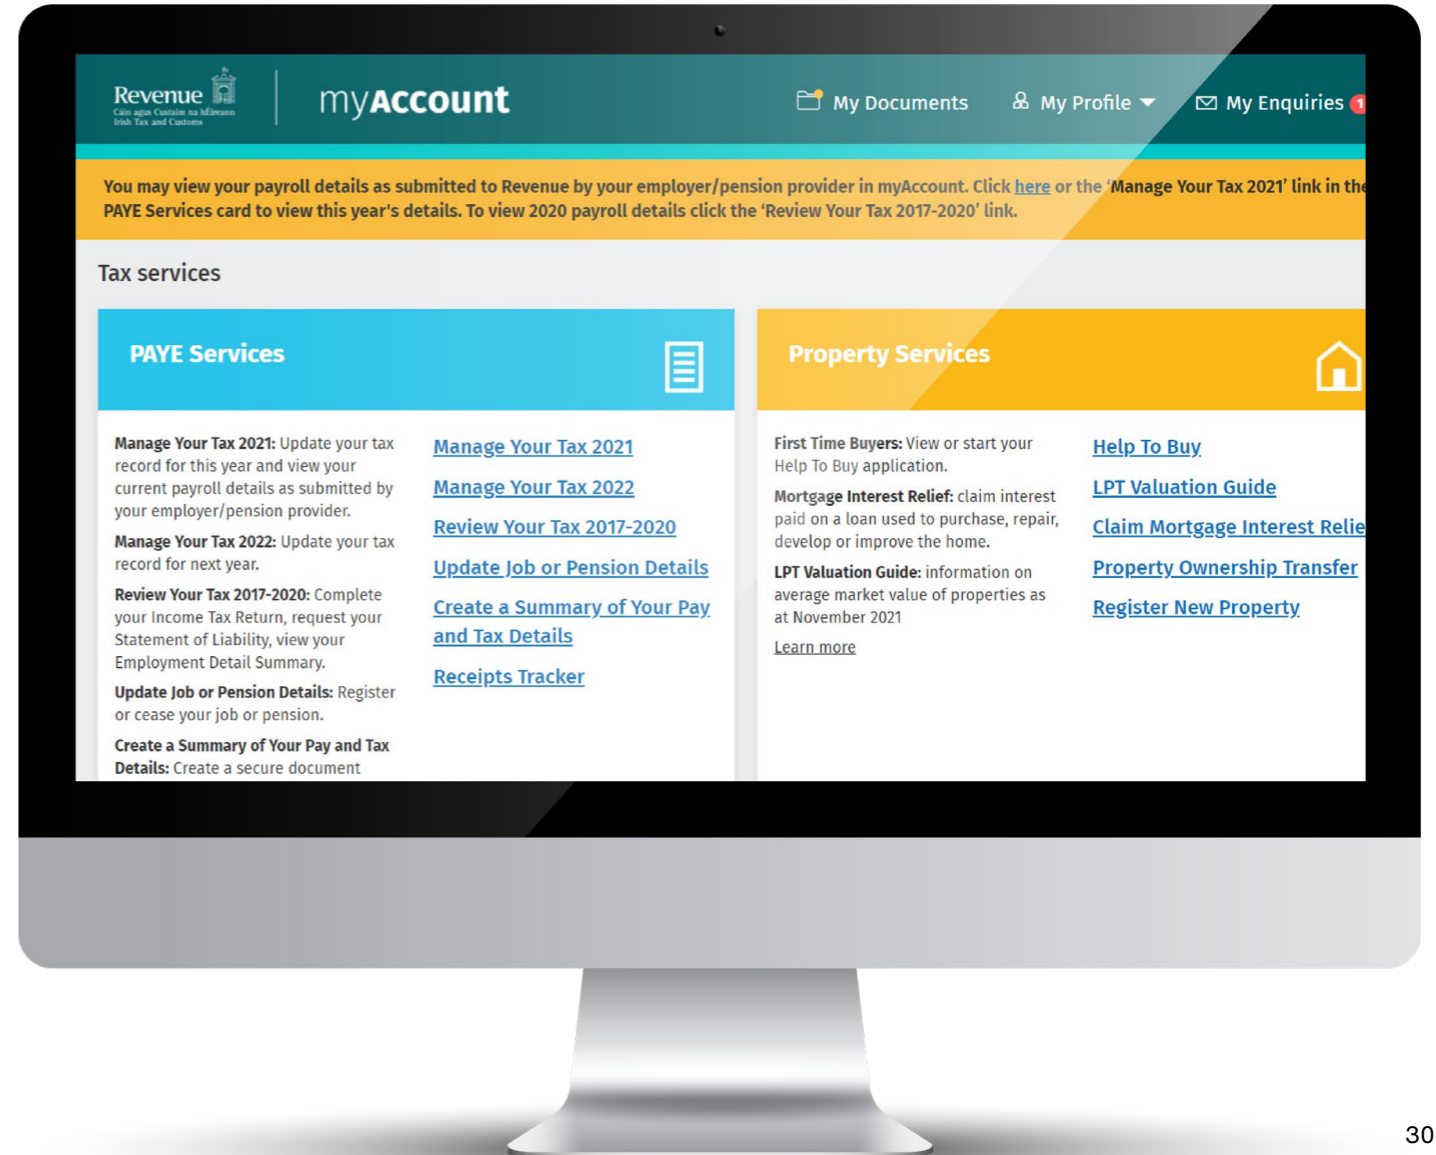 Revenue
Cáin agus Custaim na hÉireann
Irish Tax and Customs
myAccount
My Documents
My Profile
My Enquiries 1
You may view your payroll details as submitted to Revenue by your employer/pension provider in myAccount. Click here or the ‘Manage Your Tax 2021’ link in the
PAYE Services card to view this year's details. To view 2020 payroll details click the ‘Review Your Tax 2017-2020’ link.
Tax services
PAYE Services
Manage Your Tax 2021: Update your tax
record for this year and view your
current payroll details as submitted by
your employer/pension provider.
Manage Your Tax 2022: Update your tax
record for next year.
Review Your Tax 2017-2020: Complete
your Income Tax Return, request your
Statement of Liability, view your
Employment Detail Summary.
Update Job or Pension Details: Register
or cease your job or pension.
Create a Summary of Your Pay and Tax
Details: Create a secure document
Manage Your Tax 2021
Manage Your Tax 2022
Review Your Tax 2017-2020
Update Job or Pension Details
Create a Summary of Your Pay
and Tax Details
Receipts Tracker
Property Services
First Time Buyers: View or start your
Help To Buy application.
Mortgage Interest Relief: claim interest
paid on a loan used to purchase, repair,
develop or improve the home.
LPT Valuation Guide: information on
average market value of properties as
at November 2021
Learn more
Help To Buy
LPT Valuation Guide
Claim Mortgage Interest Relie
Property Ownership Transfer
Register New Property
30